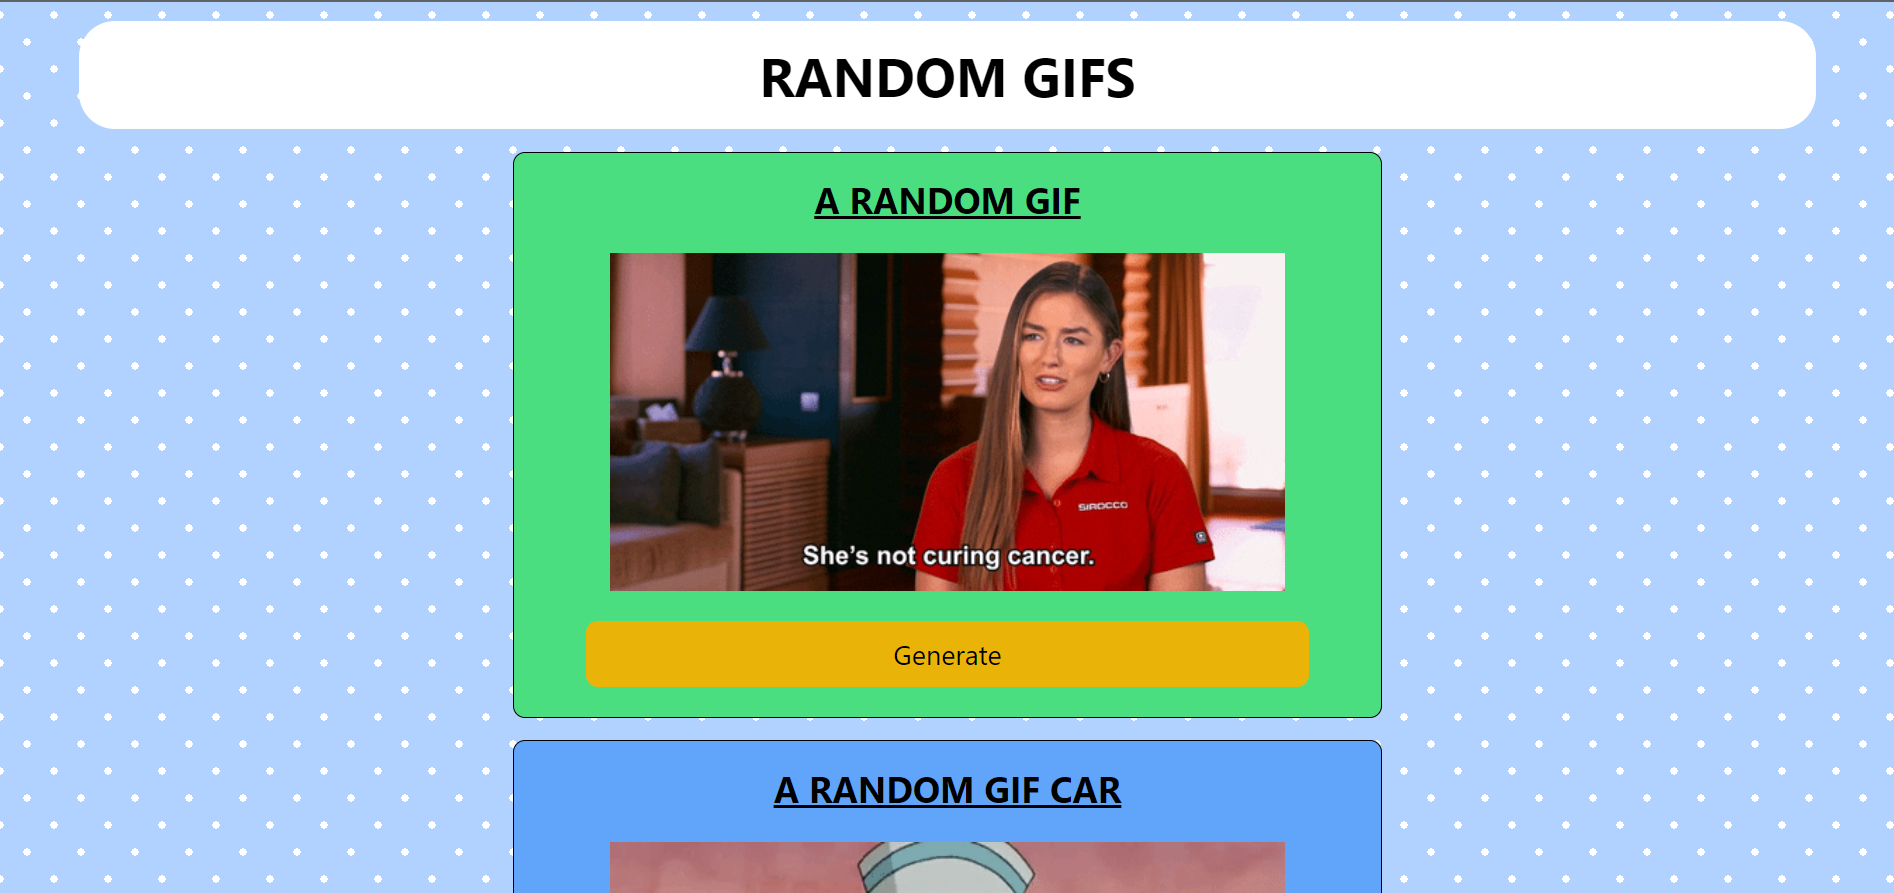 RANDOM GIFS
A RANDOM GIF
SIROCCO
She's not curing cancer.
Generate
A RANDOM GIF CAR